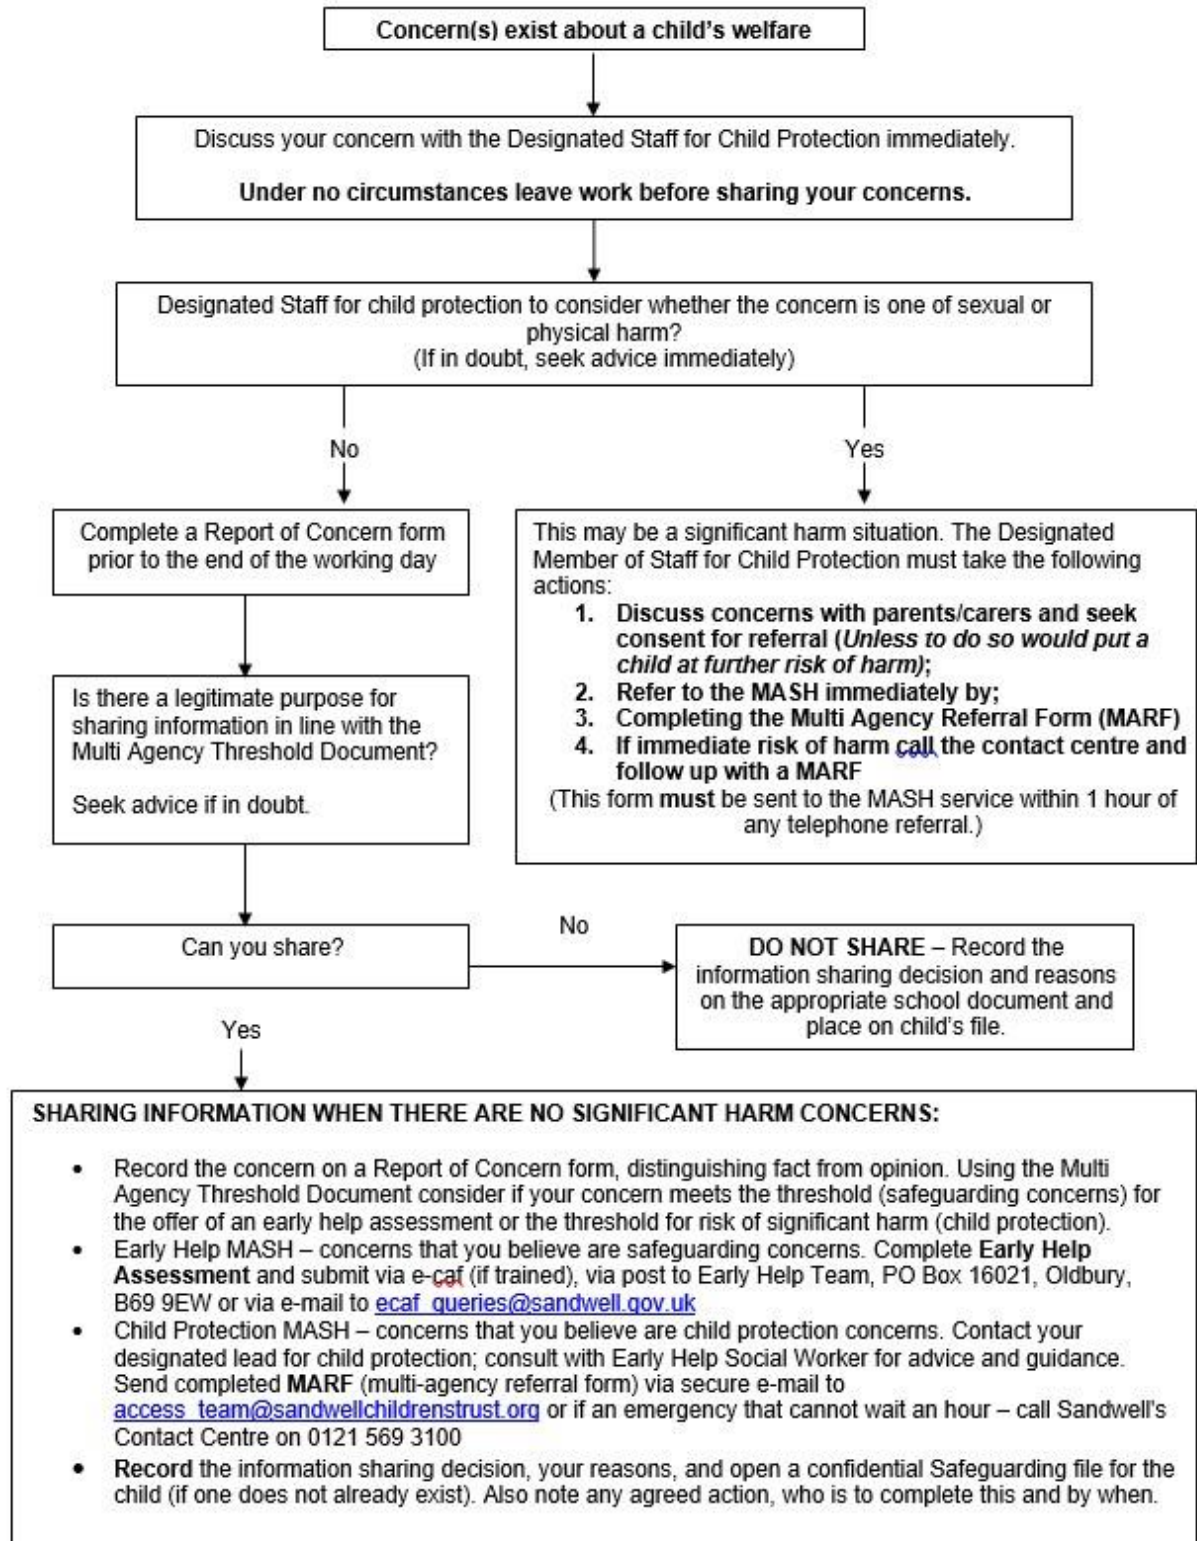 Concern(s) exist about a child's welfare
Discuss your concern with the Designated Staff for Child Protection immediately.
Under no circumstances leave work before sharing your concerns.
Designated Staff for child protection to consider whether the concern is one of sexual or
physical harm?
(If in doubt, seek advice immediately)
No
Yes
Complete a Report of Concern form
prior to the end of the working day
This may be a significant harm situation. The Designated
Member of Staff for Child Protection must take the following
actions:
1. Discuss concerns with parents/carers and seek
consent for referral (Unless to do so would put a
child at further risk of harm);
2. Refer to the MASH immediately by;
3. Completing the Multi Agency Referral Form (MARF)
4. If immediate risk of harm call the contact centre and
follow up with a MARF
(This form must be sent to the MASH service within 1 hour of
any telephone referral.)
Is there a legitimate purpose for
sharing information in line with the
Multi Agency Threshold Document?
Seek advice if in doubt.
Can you share?
No
DO NOT SHARE – Record the
information sharing decision and reasons
on the appropriate school document and
place on child's file.
Yes
SHARING INFORMATION WHEN THERE ARE NO SIGNIFICANT HARM CONCERNS:
• Record the concern on a Report of Concern form, distinguishing fact from opinion. Using the Multi
Agency Threshold Document consider if your concern meets the threshold (safeguarding concerns) for
the offer of an early help assessment or the threshold for risk of significant harm (child protection).
• Early Help MASH – concerns that you believe are safeguarding concerns. Complete Early Help
Assessment and submit via e-caf (if trained), via post to Early Help Team, PO Box 16021, Oldbury,
B69 9EW or via e-mail to ecaf_queries@sandwell.gov.uk
• Child Protection MASH – concerns that you believe are child protection concerns. Contact your
designated lead for child protection; consult with Early Help Social Worker for advice and guidance.
Send completed MARF (multi-agency referral form) via secure e-mail to
access_team@sandwellchildrenstrust.org or if an emergency that cannot wait an hour – call Sandwell's
Contact Centre on 0121 569 3100
• Record the information sharing decision, your reasons, and open a confidential Safeguarding file for the
child (if one does not already exist). Also note any agreed action, who is to complete this and by when.